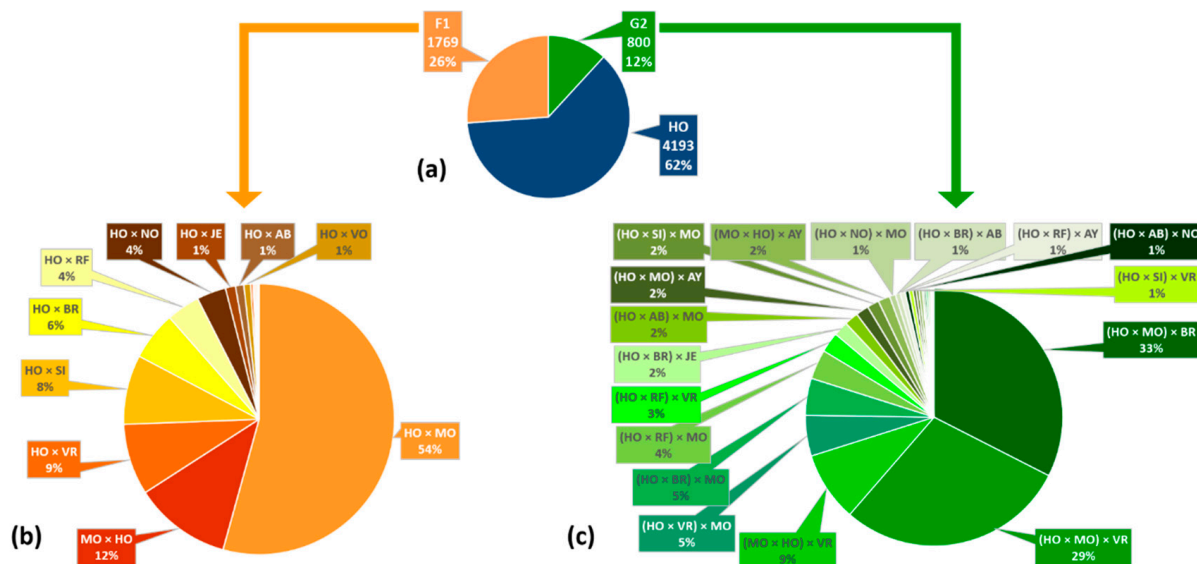 F1
1769
26%
G2
800
12%
HO
4193
62%
(a)
HO × NO
4%
HO × JE
1%
HO × AB
1%
HO × VO
1%
HO × RF
4%
HO × BR
6%
HO × SI
8%
HO × VR
9%
MO × HO
12%
HO × MO
54%
(b)
(HO × SI) × MO
2%
(MO × HO) × AY
2%
(HO × NO) × MO
1%
(HO × BR) × AB
1%
(HO × RF) × AY
1%
(HO × AB) × NO
1%
(HO × MO) × AY
2%
(HO × SI) × VR
1%
(HO × AB) × MO
2%
(HO × MO) × BR
33%
(HO × BR) × JE
2%
(HO × RF) × VR
3%
(HO × RF) × MO
4%
(HO × BR) × MO
5%
(HO × VR) × MO
5%
(MO × HO) × VR
9%
(HO × MO) × VR
29%
(c)